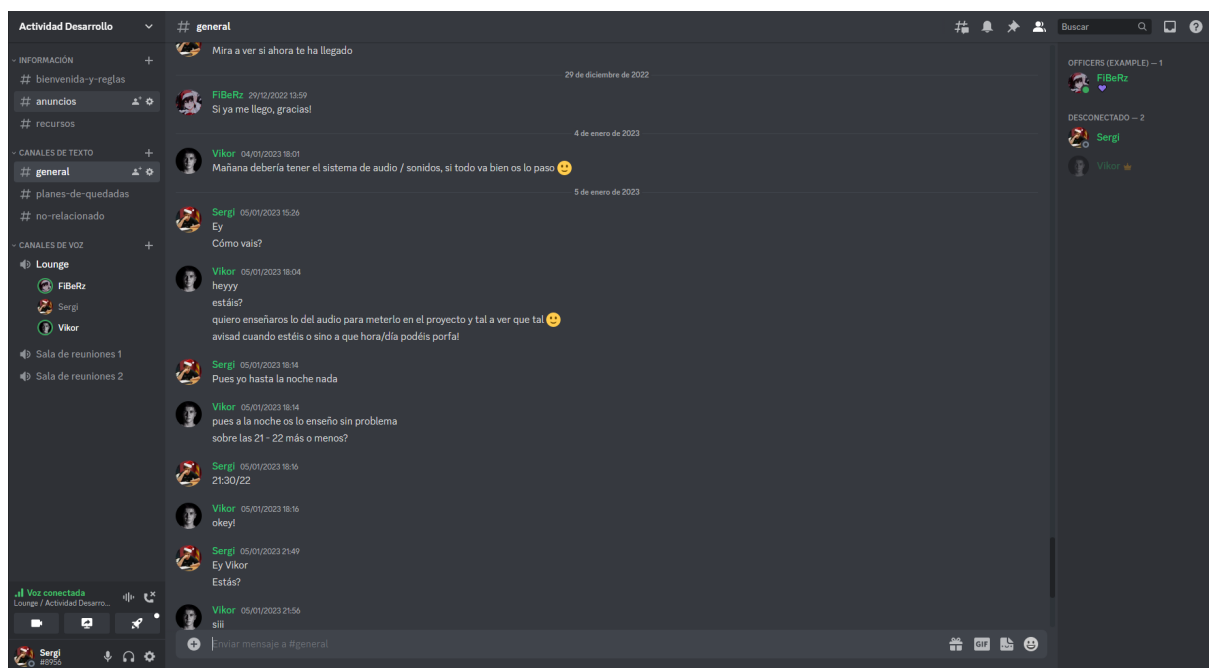 Actividad Desarrollo
INFORMACIÓN
# bienvenida-y-reglas
# anuncios
# recursos
CANALES DE TEXTO
# general
# planes-de-quedadas
# no-relacionado
CANALES DE VOZ
Lounge
FiBeRz
Sergi
Vikor
Sala de reuniones 1
Sala de reuniones 2
Voz conectada
Lounge / Actividad Desarro...
Sergi
#8956
# general
Buscar
Mira a ver si ahora te ha llegado
29 de diciembre de 2022
FiBeRz 29/12/2022 13:59
Si ya me llego, gracias!
4 de enero de 2023
Vikor 04/01/2023 18:01
Mañana debería tener el sistema de audio / sonidos, si todo va bien os lo paso 🙂
5 de enero de 2023
Sergi 05/01/2023 15:26
Ey
Cómo vais?
Vikor 05/01/2023 18:04
heyyy
estáis?
quiero enseñaros lo del audio para meterlo en el proyecto y tal a ver que tal 🙂
avisad cuando estéis o sino a que hora/día podéis porfa!
Sergi 05/01/2023 18:14
Pues yo hasta la noche nada
Vikor 05/01/2023 18:14
pues a la noche os lo enseño sin problema
sobre las 21 - 22 más o menos?
Sergi 05/01/2023 18:16
21:30/22
Vikor 05/01/2023 18:16
okey!
Sergi 05/01/2023 21:49
Ey Vikor
Estás?
Vikor 05/01/2023 21:56
siii
Enviar mensaje a #general
GIF
OFFICERS (EXAMPLE) — 1
FiBeRz
💜
DESCONECTADO — 2
Sergi
Vikor